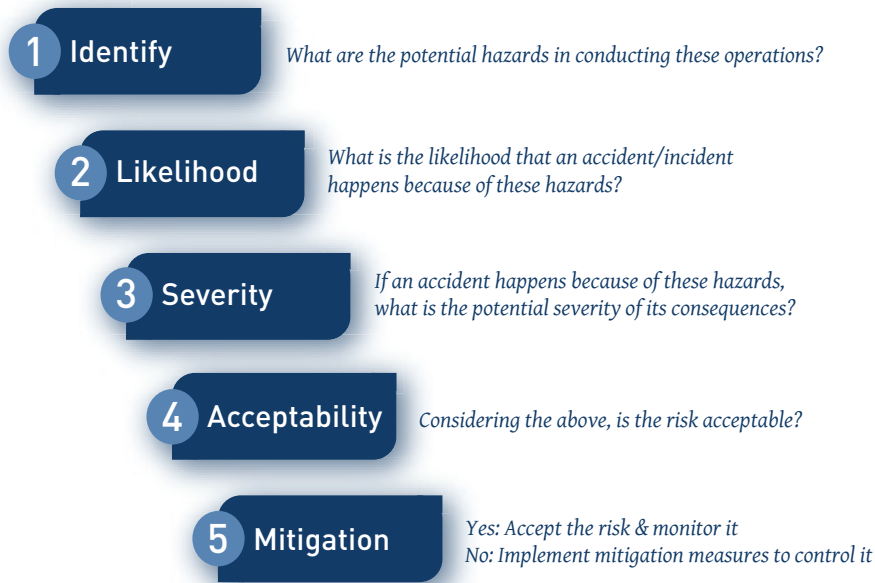 1 Identify
What are the potential hazards in conducting these operations?
2 Likelihood
What is the likelihood that an accident/incident
happens because of these hazards?
3 Severity
If an accident happens because of these hazards,
what is the potential severity of its consequences?
4 Acceptability
Considering the above, is the risk acceptable?
5 Mitigation
Yes: Accept the risk & monitor it
No: Implement mitigation measures to control it